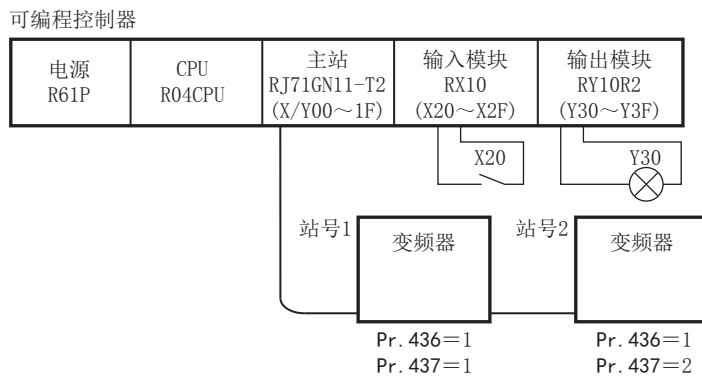 可编程控制器
电源
R61P
CPU
R04CPU
主站
RJ71GN11-T2
(X/Y00～1F)
输入模块
RX10
(X20～X2F)
输出模块
RY10R2
(Y30～Y3F)
X20
Y30
站号1
变频器
站号2
变频器
Pr.436＝1
Pr.437＝1
Pr.436＝1
Pr.437＝2